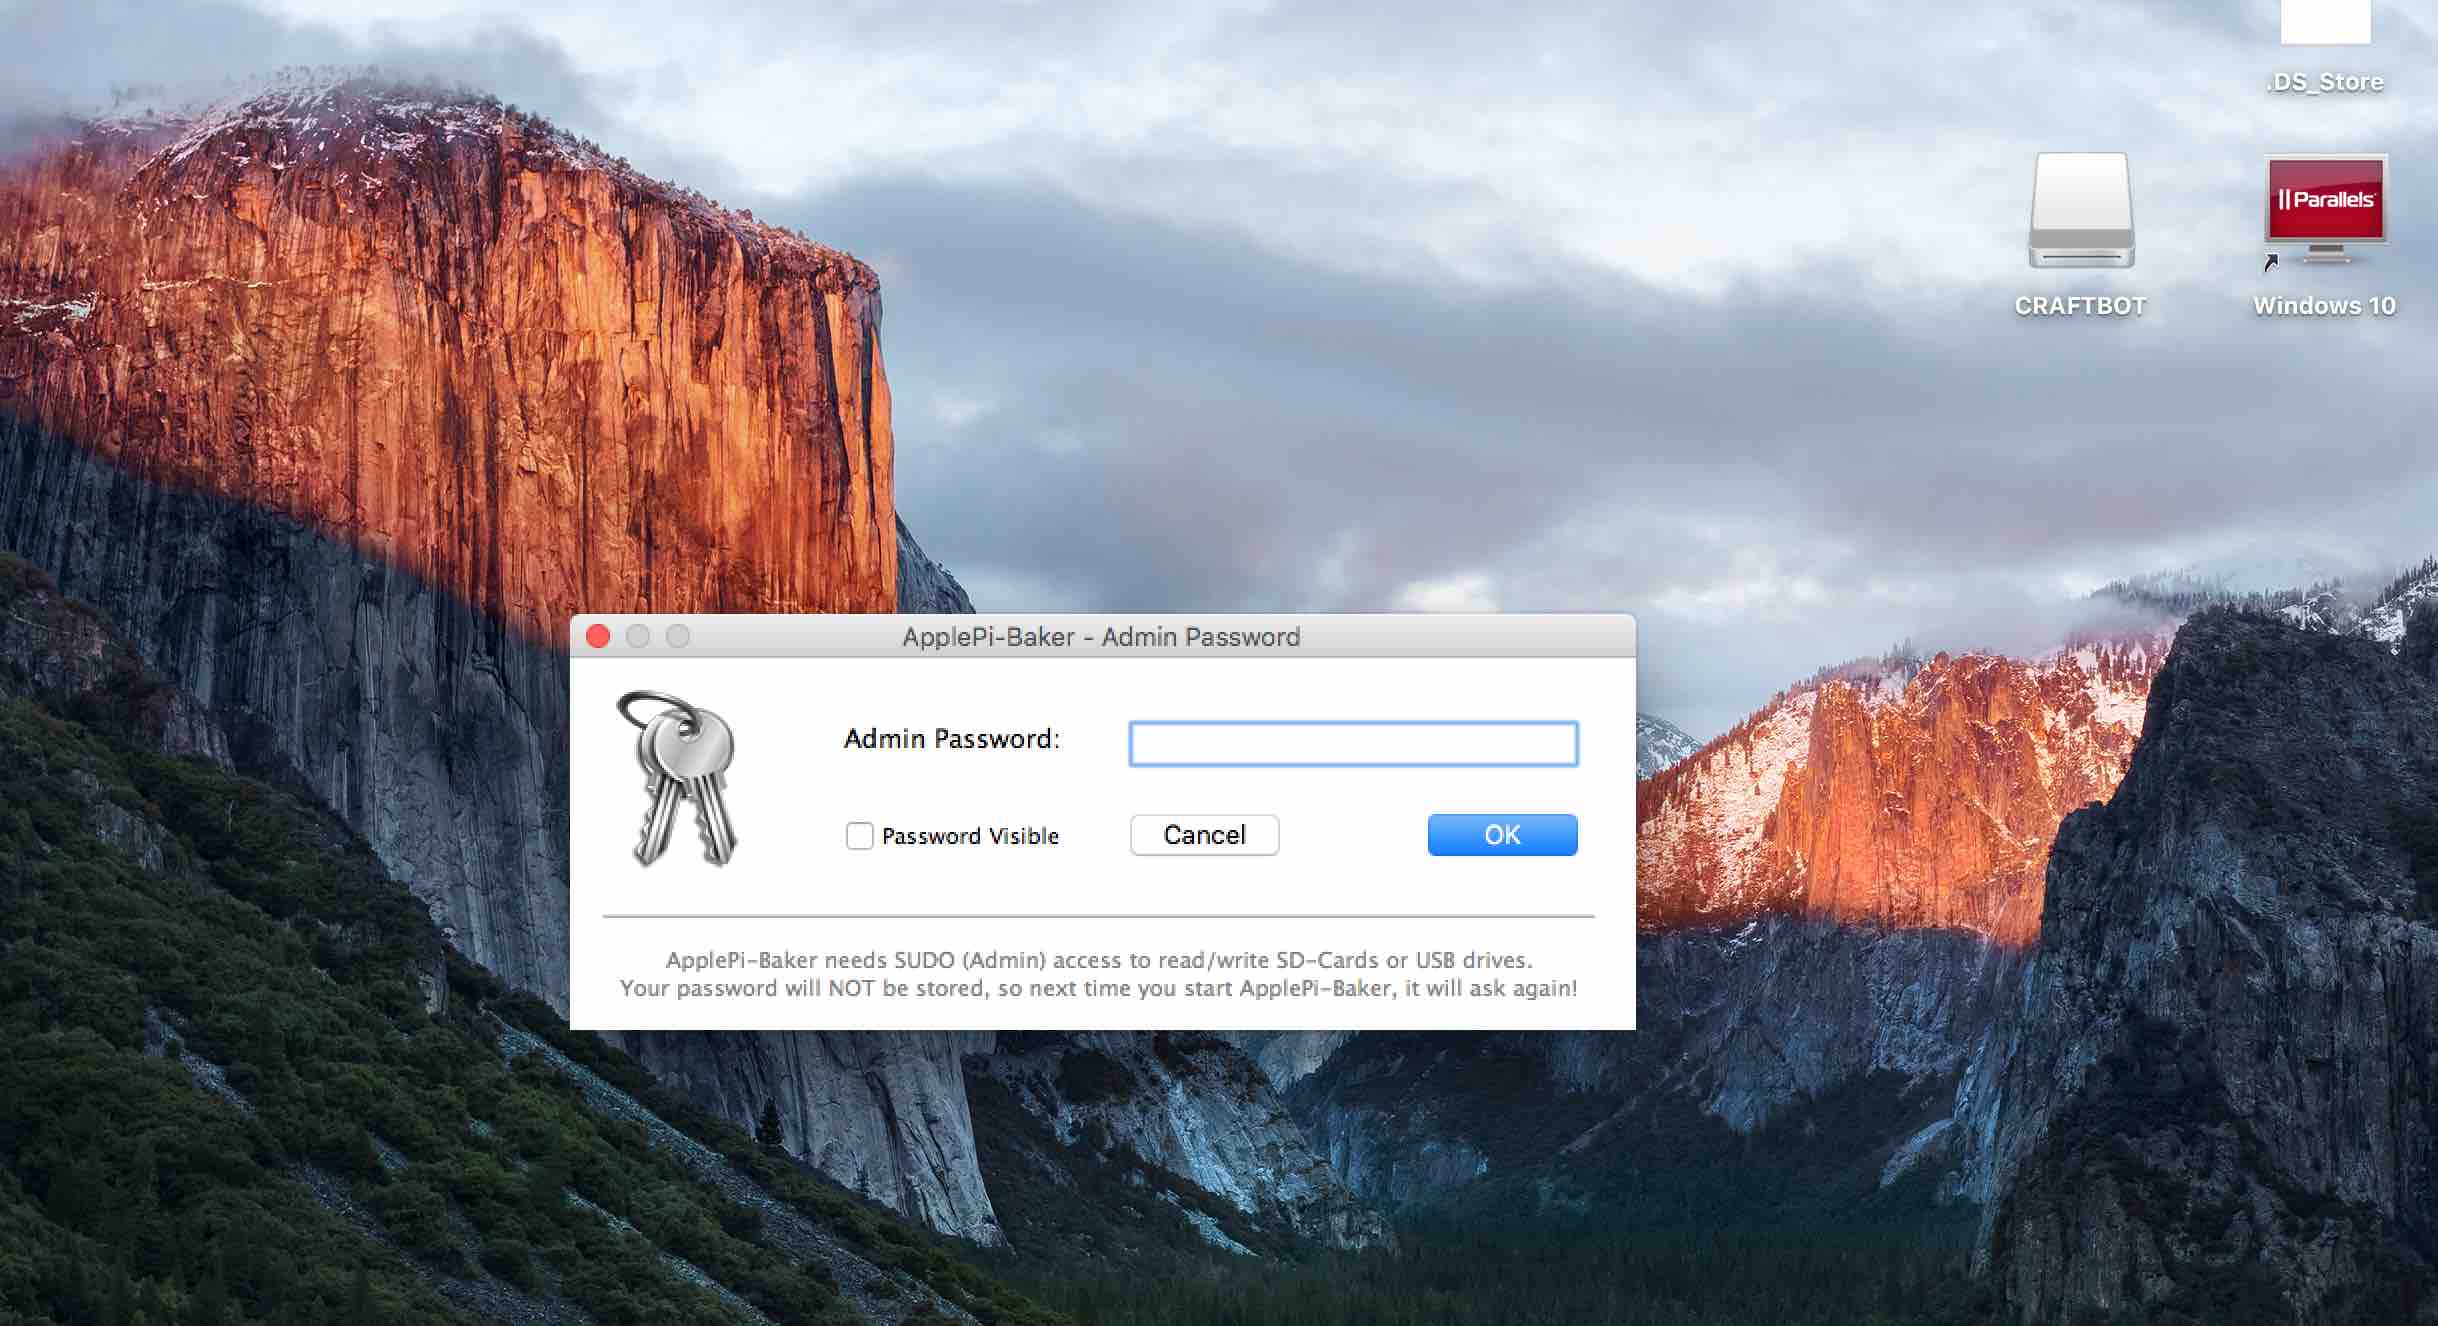 .DS_Store
||Parallels
CRAFTBOT
Windows 10
ApplePi-Baker - Admin Password
Admin Password:
Password Visible
Cancel
OK
ApplePi-Baker needs SUDO (Admin) access to read/write SD-Cards or USB drives.
Your password will NOT be stored, so next time you start ApplePi-Baker, it will ask again!